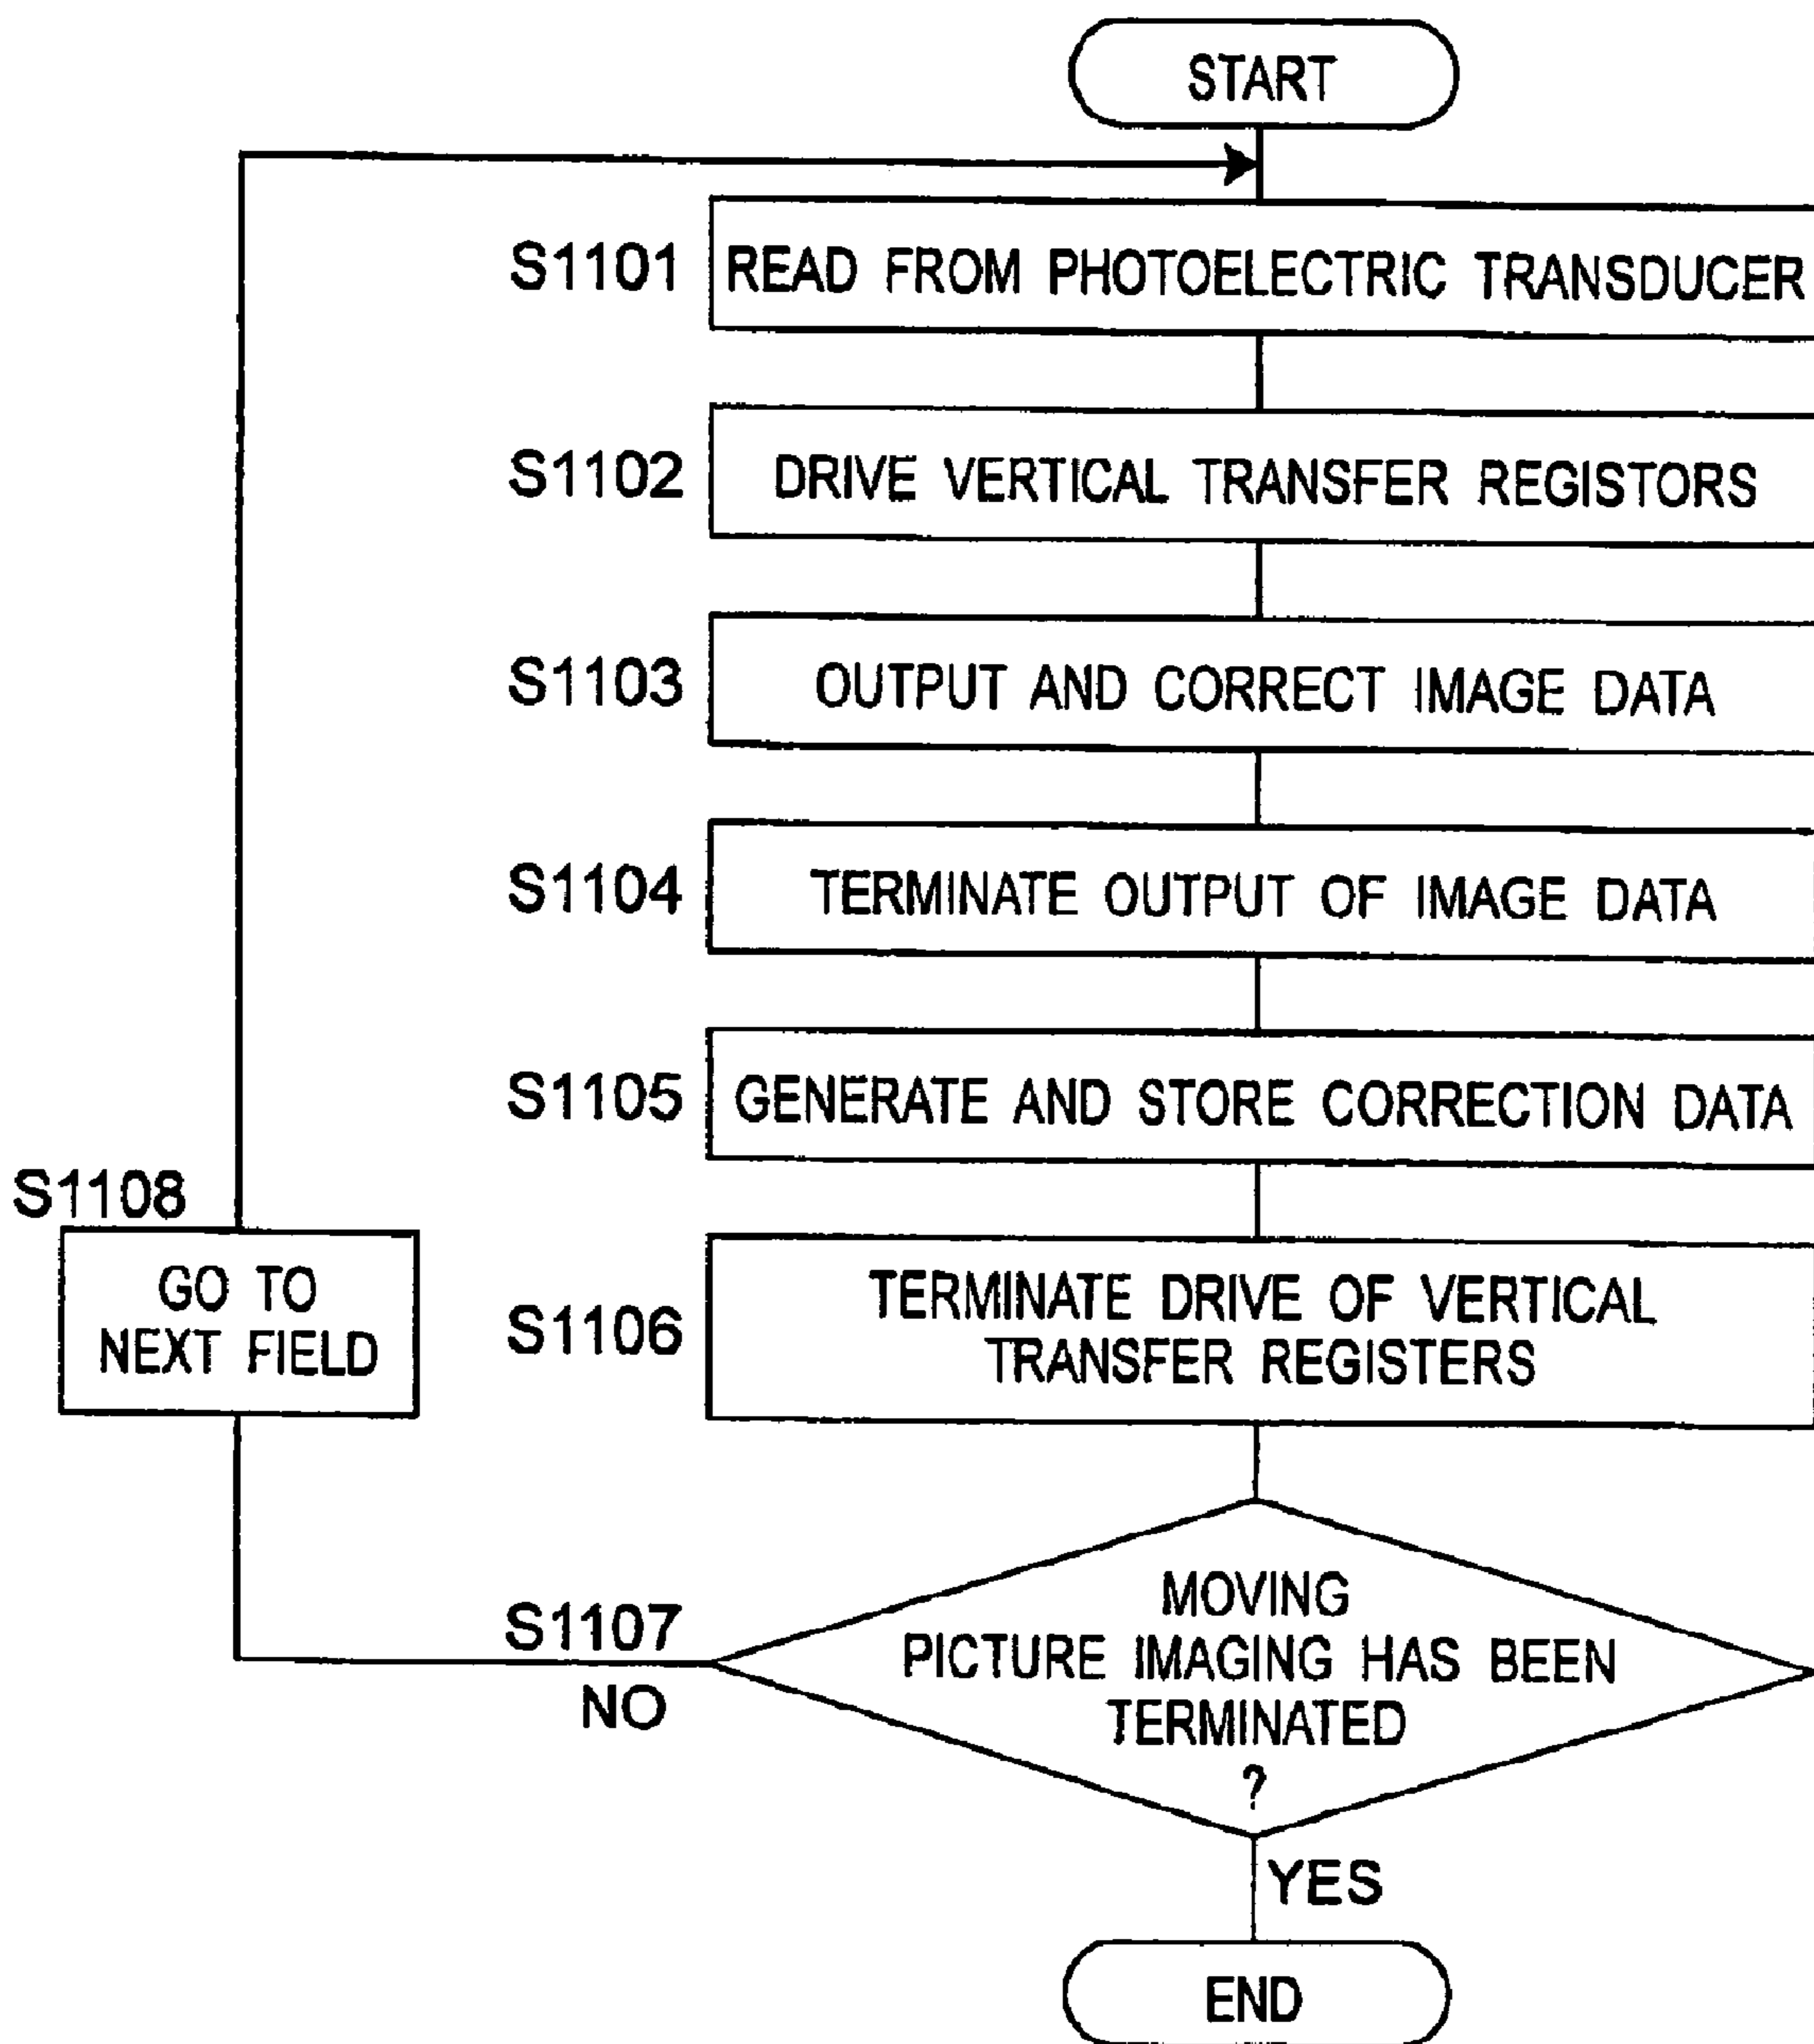 START
S1101
READ FROM PHOTOELECTRIC TRANSDUCER
S1102
DRIVE VERTICAL TRANSFER REGISTORS
S1103
OUTPUT AND CORRECT IMAGE DATA
S1104
TERMINATE OUTPUT OF IMAGE DATA
S1105
GENERATE AND STORE CORRECTION DATA
S1108
GO TO
NEXT FIELD
S1106
TERMINATE DRIVE OF VERTICAL
TRANSFER REGISTERS
S1107
NO
MOVING
PICTURE IMAGING HAS BEEN
TERMINATED
?
YES
END